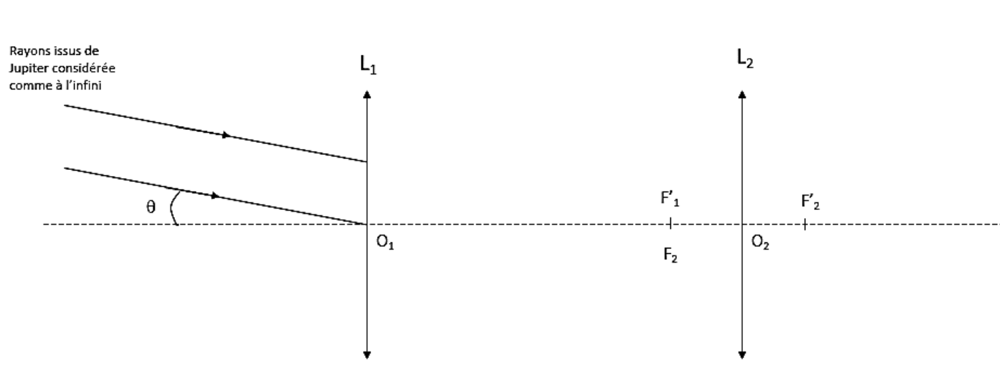 Rayons issus de
Jupiter considérée
comme à l'infini
L₁
L₂
θ
F'₁
F'₂
O₁
O₂
F₂